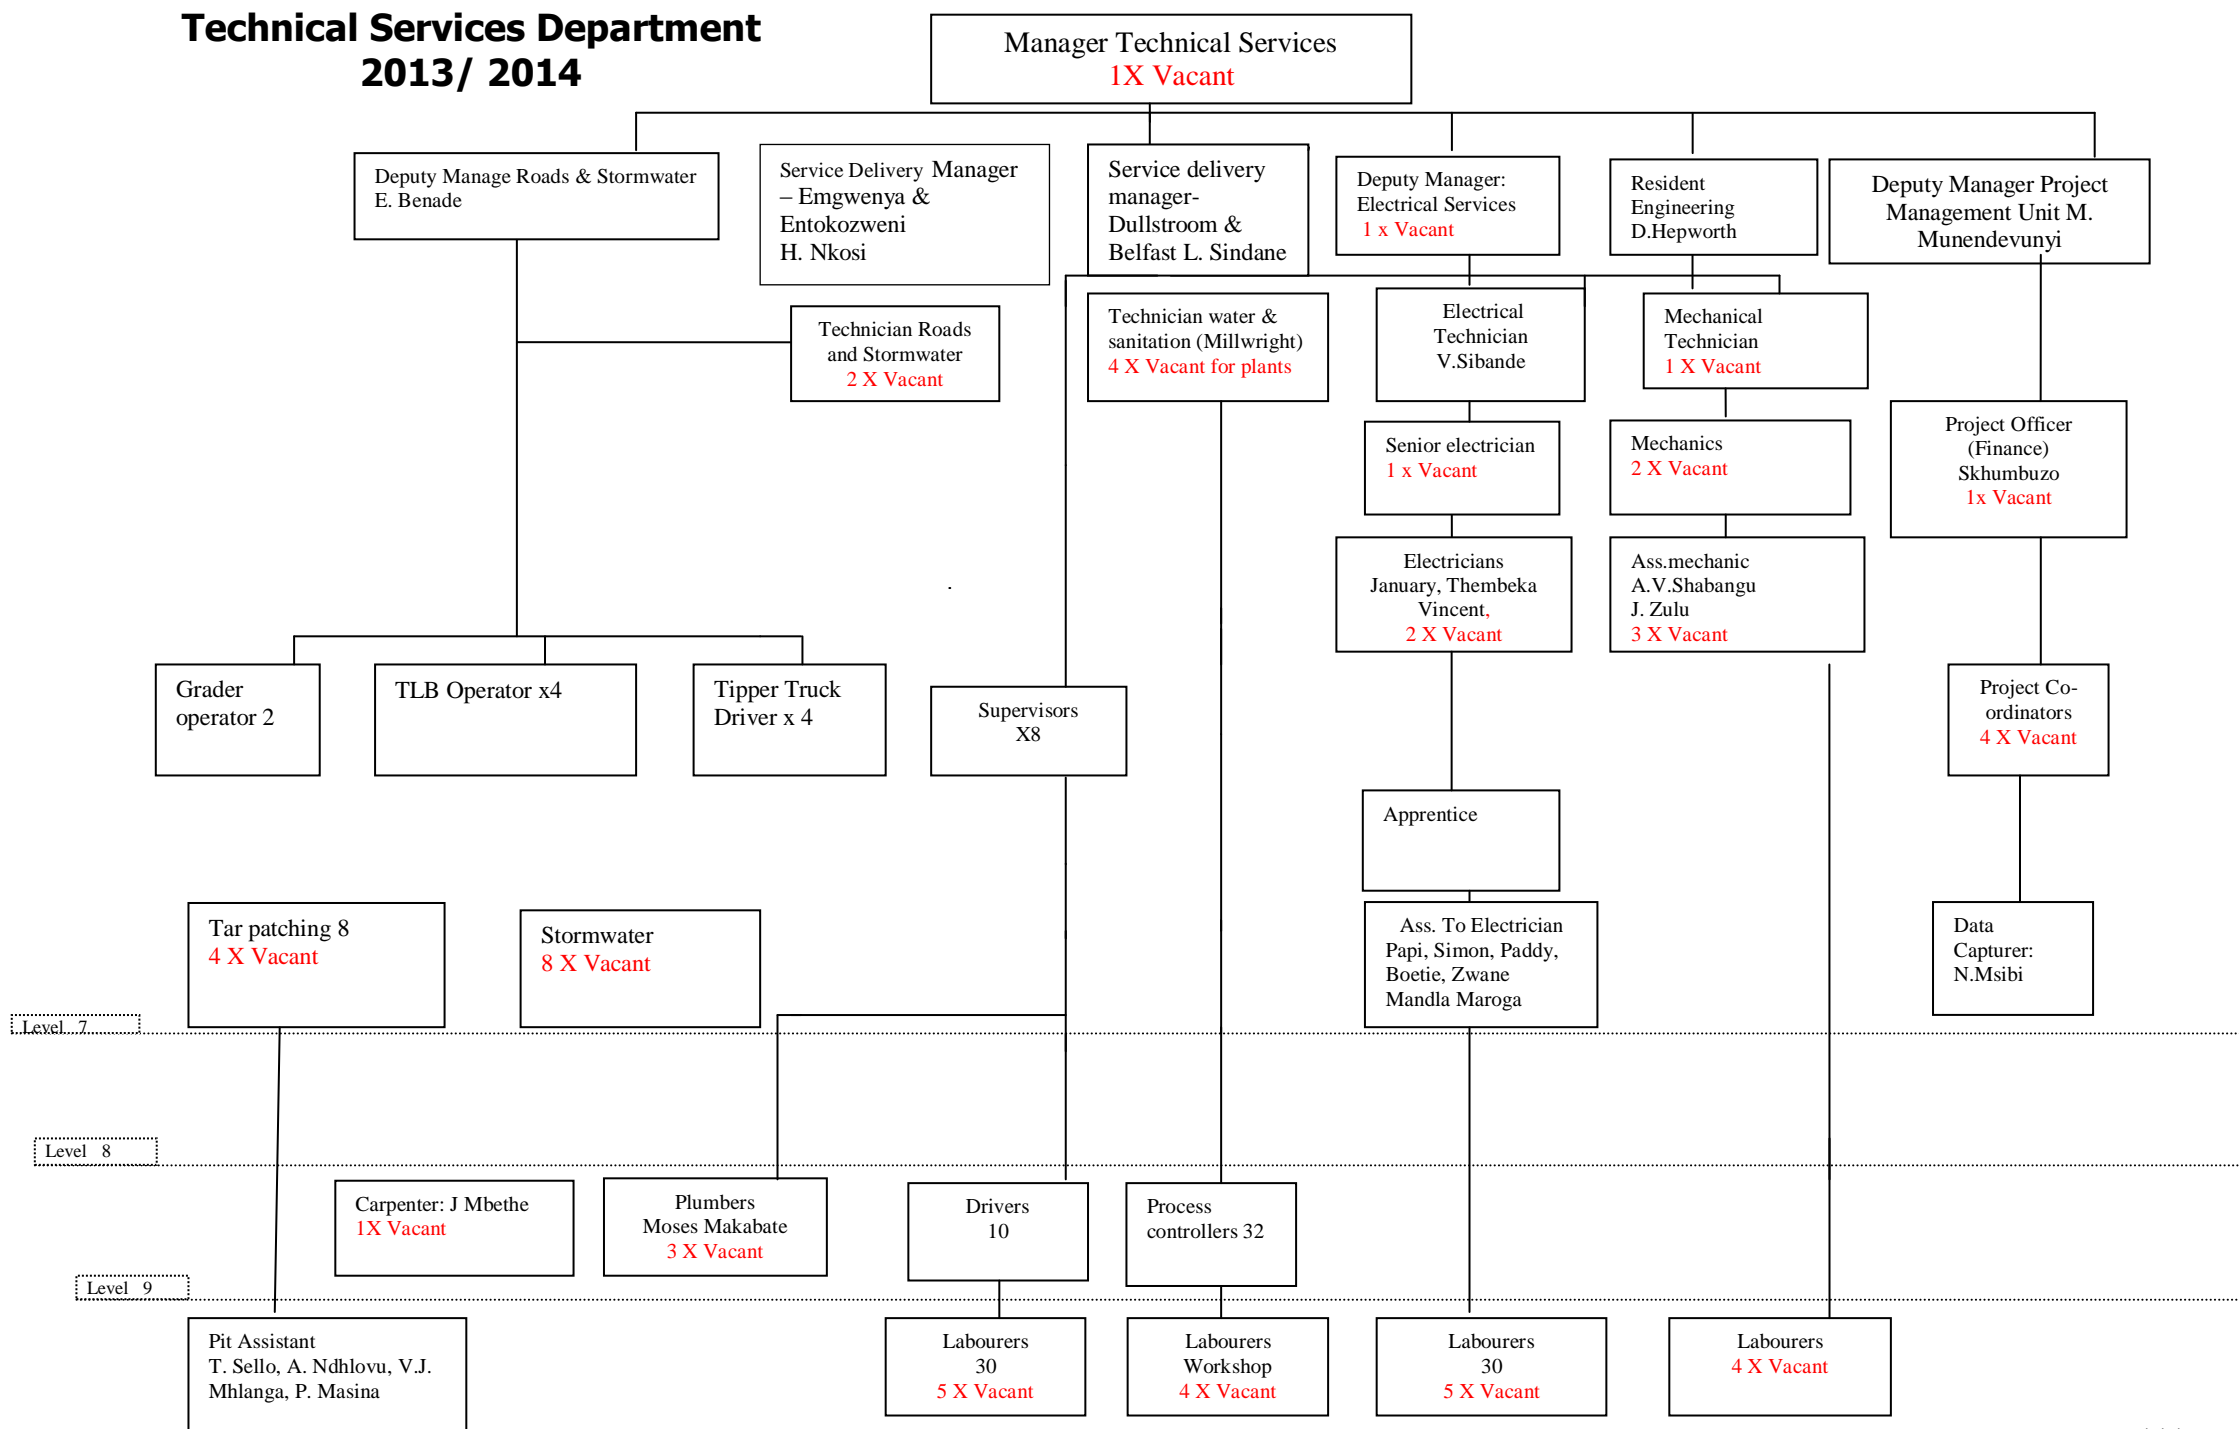 Technical Services Department
2013/ 2014
Manager Technical Services
1X Vacant
Deputy Manage Roads & Stormwater
E. Benade
Service Delivery Manager
– Emgwenya &
Entokozweni
H. Nkosi
Service delivery
manager-
Dullstroom &
Belfast L. Sindane
Deputy Manager:
Electrical Services
1 x Vacant
Resident
Engineering
D.Hepworth
Deputy Manager Project
Management Unit M.
Munendevunyi
Technician Roads
and Stormwater
2 X Vacant
Technician water &
sanitation (Millwright)
4 X Vacant for plants
Electrical
Technician
V.Sibande
Mechanical
Technician
1 X Vacant
Senior electrician
1 x Vacant
Mechanics
2 X Vacant
Project Officer
(Finance)
Skhumbuzo
1x Vacant
Electricians
January, Thembeka
Vincent,
2 X Vacant
Ass.mechanic
A.V.Shabangu
J. Zulu
3 X Vacant
Grader
operator 2
TLB Operator x4
Tipper Truck
Driver x 4
Supervisors
X8
Project Co-
ordinators
4 X Vacant
Apprentice
Tar patching 8
4 X Vacant
Stormwater
8 X Vacant
Ass. To Electrician
Papi, Simon, Paddy,
Boetie, Zwane
Mandla Maroga
Data
Capturer:
N.Msibi
Level 7
Level 8
Carpenter: J Mbethe
1X Vacant
Plumbers
Moses Makabate
3 X Vacant
Drivers
10
Process
controllers 32
Level 9
Pit Assistant
T. Sello, A. Ndhlovu, V.J.
Mhlanga, P. Masina
Labourers
30
5 X Vacant
Labourers
Workshop
4 X Vacant
Labourers
30
5 X Vacant
Labourers
4 X Vacant